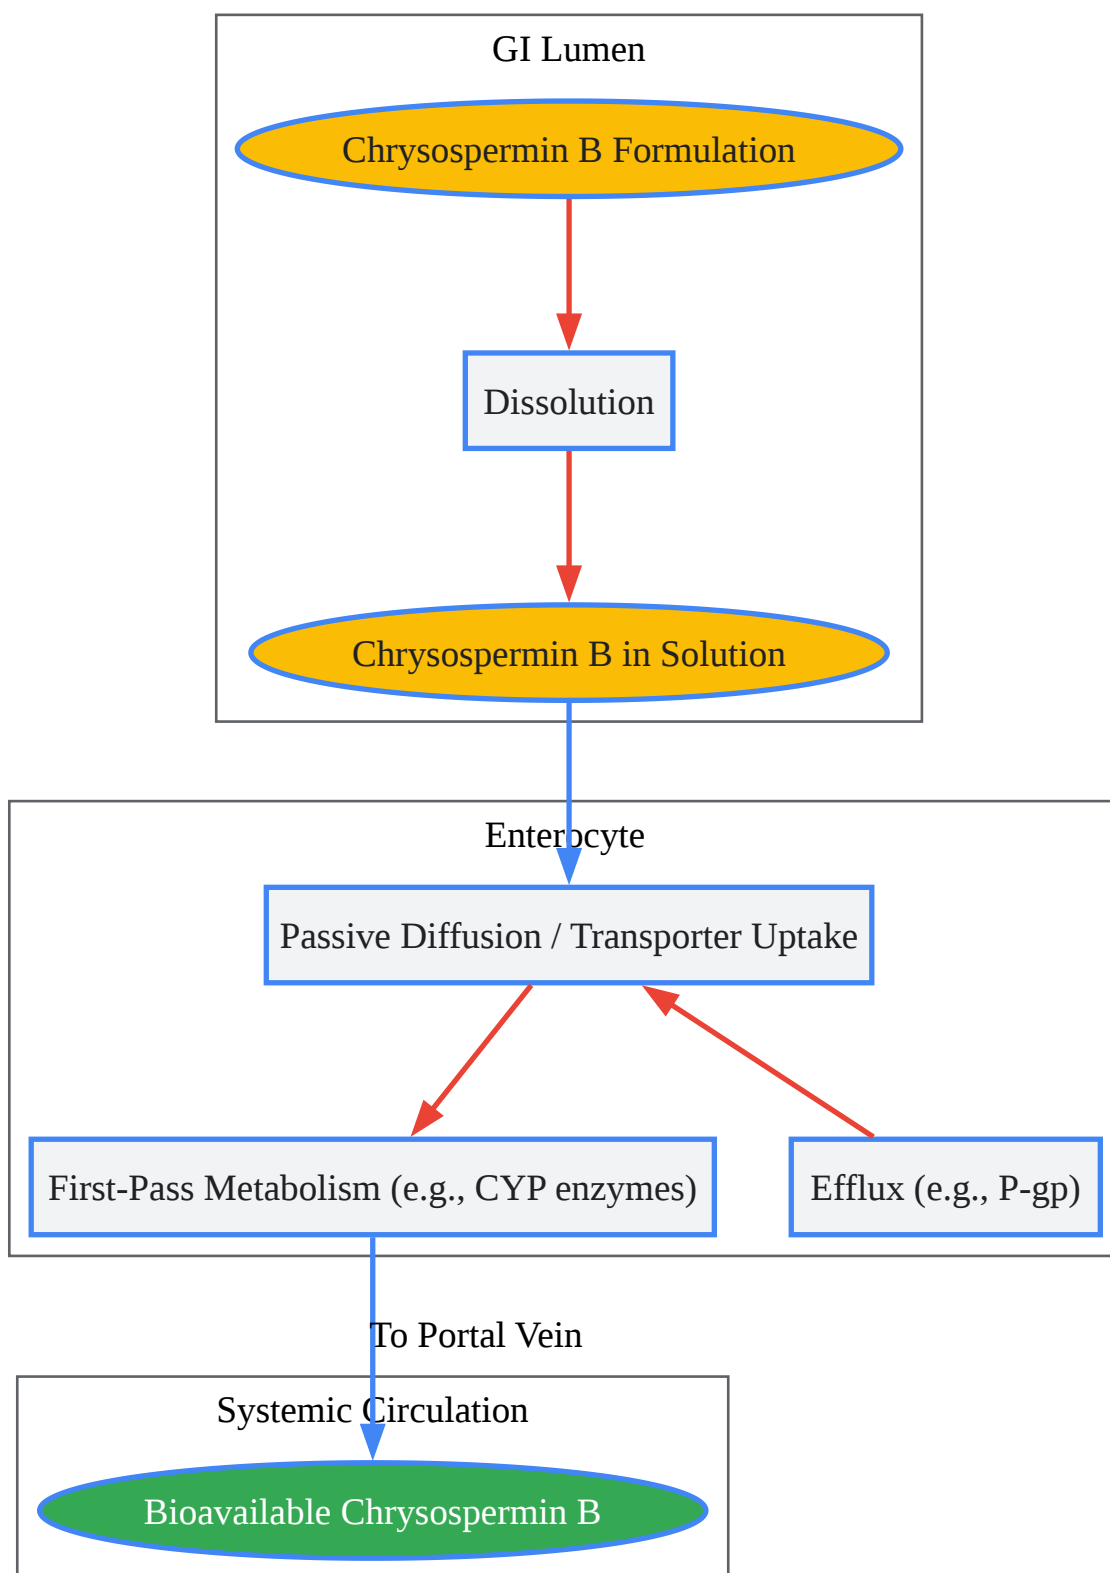 GI Lumen
Chrysospermin B Formulation
Dissolution
Chrysospermin B in Solution
Enterocyte
Passive Diffusion / Transporter Uptake
First-Pass Metabolism (e.g., CYP enzymes)
Efflux (e.g., P-gp)
To Portal Vein
Systemic Circulation
Bioavailable Chrysospermin B